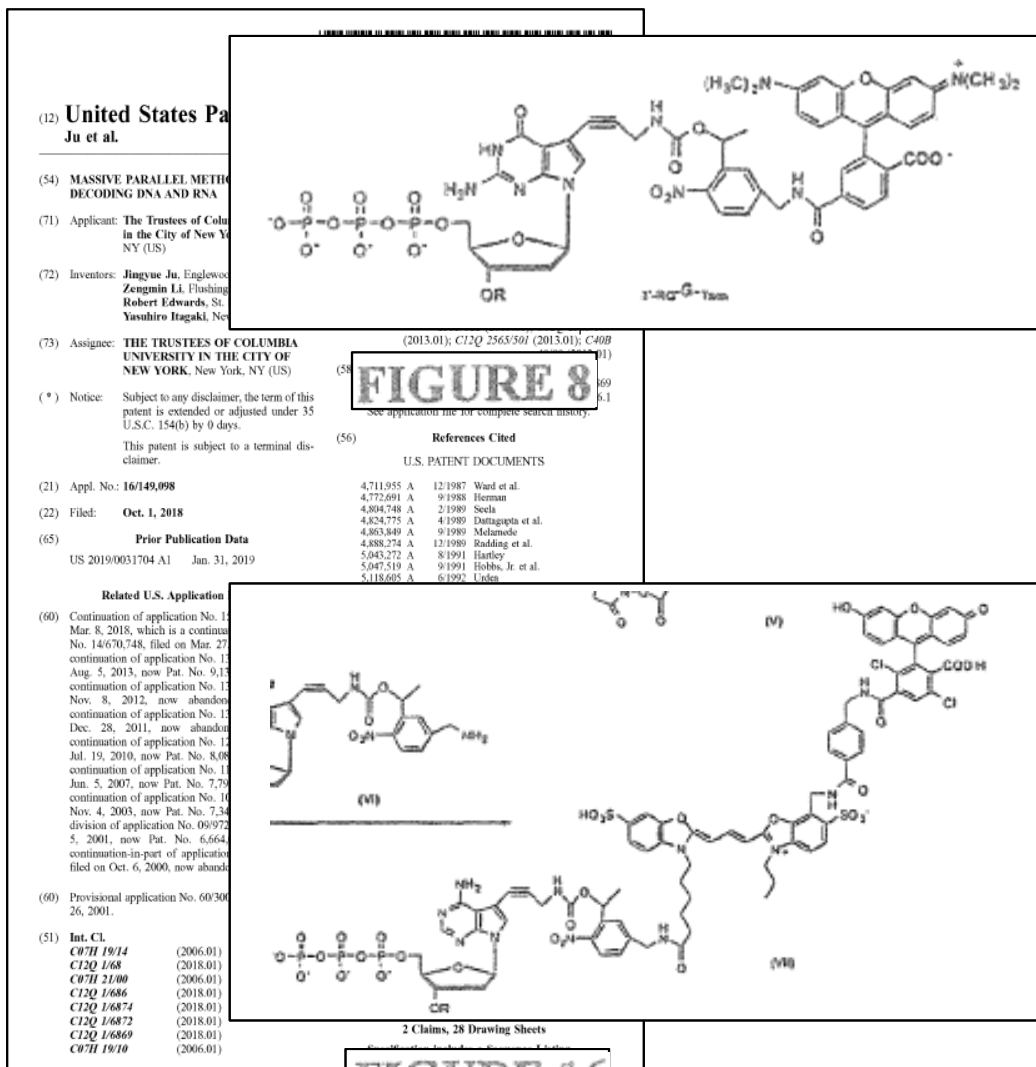 (12) United States Pa
Ju et al.
(54) MASSIVE PARALLEL METHO
DECODING DNA AND RNA
(71) Applicant: The Trustees of Colu
in the City of New Yo
NY (US)
(72) Inventors: Jingyue Ju, Englewoo
Zengmin Li, Flushing
Robert Edwards, St.
Yasuhiro Itagaki, Nev
(73) Assignee: THE TRUSTEES OF COLUMBIA
UNIVERSITY IN THE CITY OF
NEW YORK, New York, NY (US)
( * ) Notice: Subject to any disclaimer, the term of this
patent is extended or adjusted under 35
U.S.C. 154(b) by 0 days.
This patent is subject to a terminal dis-
claimer.
(21) Appl. No.: 16/149,098
(22) Filed: Oct. 1, 2018
(65) Prior Publication Data
US 2019/0031704 A1 Jan. 31, 2019
Related U.S. Application
(60) Continuation of application No. 1
Mar. 8, 2018, which is a continua
No. 14/670,748, filed on Mar. 27
continuation of application No. 13
Aug. 5, 2013, now Pat. No. 9,13
continuation of application No. 13
Nov. 8, 2012, now abandon
continuation of application No. 13
Dec. 28, 2011, now abandon
continuation of application No. 12
Jul. 19, 2010, now Pat. No. 8,08
continuation of application No. 11
Jun. 5, 2007, now Pat. No. 7,79
continuation of application No. 10
Nov. 4, 2003, now Pat. No. 7,34
division of application No. 09/972
5, 2001, now Pat. No. 6,664,
continuation-in-part of application
filed on Oct. 6, 2000, now aband
(60) Provisional application No. 60/300
26, 2001.
(51) Int. Cl.
C07H 19/14 (2006.01)
C12Q 1/68 (2018.01)
C07H 21/00 (2006.01)
C12Q 1/686 (2018.01)
C12Q 1/6874 (2018.01)
C12Q 1/6872 (2018.01)
C12Q 1/6869 (2018.01)
C07H 19/10 (2006.01)
(2013.01); C12Q 2565/501 (2013.01); C40B
FIGURE 8
See application file for complete search history.
(56) References Cited
U.S. PATENT DOCUMENTS
4,711,955 A 12/1987 Ward et al.
4,772,691 A 9/1988 Herman
4,804,748 A 2/1989 Seela
4,824,775 A 4/1989 Dattagupta et al.
4,863,849 A 9/1989 Melamede
4,888,274 A 12/1989 Radding et al.
5,043,272 A 8/1991 Hartley
5,047,519 A 9/1991 Hobbs, Jr. et al.
5,118,605 A 6/1992 Urdea
2 Claims, 28 Drawing Sheets
(H₃C)₂N
O
N(CH₃)₂
+
COO⁻
O₂N
H₂N
HN
OR
(V)
HO
O
Cl
COOH
Cl
NH₂
O₂N
(VI)
HO₃S
SO₃⁻
NH₂
O₂N
OR